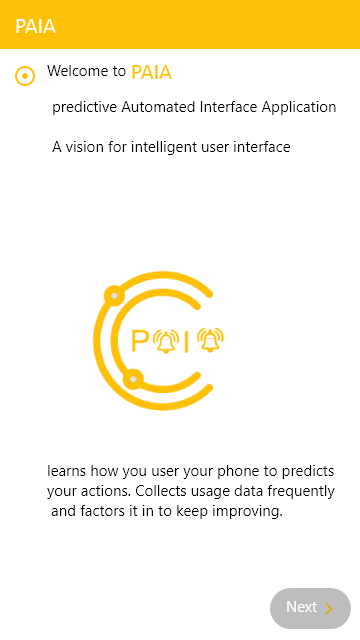 PAIA
Welcome to PAIA
predictive Automated Interface Application
A vision for intelligent user interface
P I
learns how you user your phone to predicts
your actions. Collects usage data frequently
and factors it in to keep improving.
Next